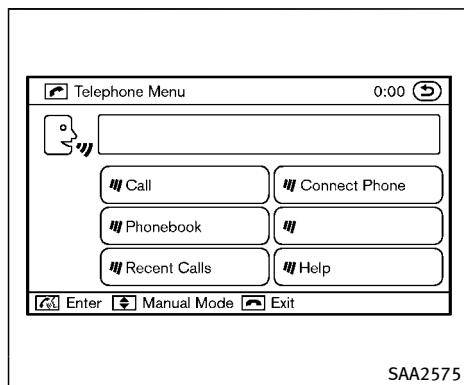 Telephone Menu 0:00
Call Connect Phone
Phonebook
Recent Calls Help
Enter Manual Mode Exit
SAA2575